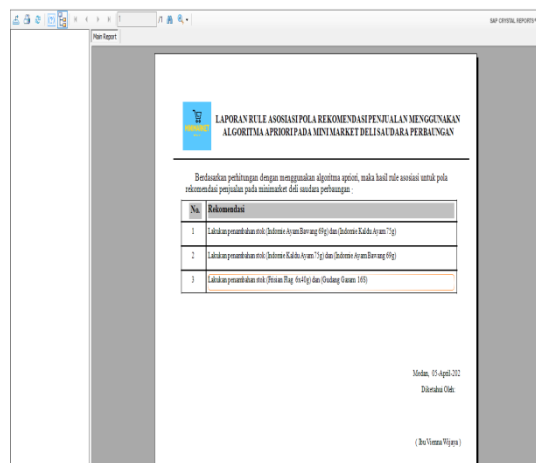 1 /1
SAP CRYSTAL REPORTS
Main Report
MINIMARKET
LAPORAN RULE ASOSIASI POLA REKOMENDASI PENJUALAN MENGGUNAKAN
ALGORITMA APRIORI PADA MINI MARKET DELI SAUDARA PERBAUNGAN
Berdasarkan perhitungan dengan menggunakan algoritma apriori, maka hasil rule asosiasi untuk pola
rekomendasi penjualan pada minimarket deli saudara perbaungan :
No. Rekomendasi
1 Lakukan penambahan stok (Indomie Ayam Bawang 69g) dan (Indomie Kaldu Ayam 75g)
2 Lakukan penambahan stok (Indomie Kaldu Ayam 75g) dan (Indomie Ayam Bawang 69g)
3 Lakukan penambahan stok (Frisian Flag 6x40g) dan (Gudang Garam 16S)
Medan, 05-April-202
Diketahui Oleh:
( Ibu Vienna Wijaya )